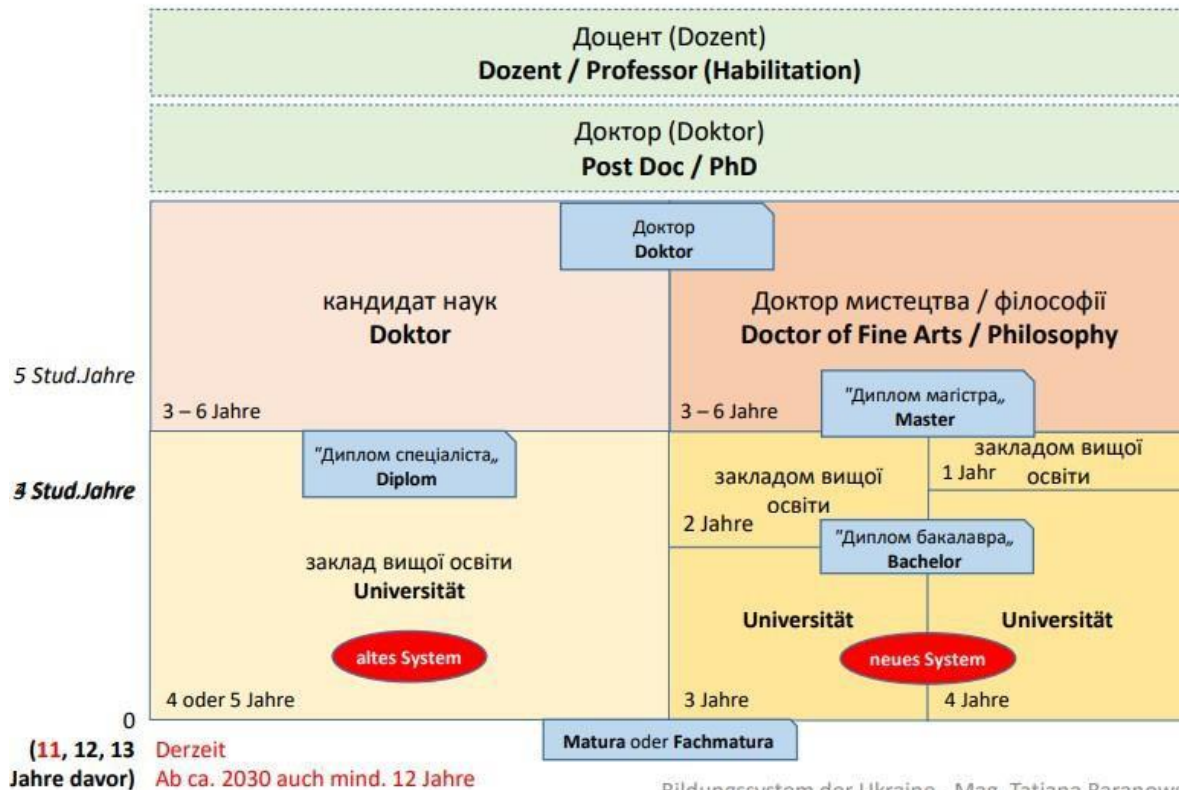 Доцент (Dozent)
Dozent / Professor (Habilitation)
Доктор (Doktor)
Post Doc / PhD
Доктор
Doktor
кандидат наук
Doktor
Доктор мистецтва / філософії
Doctor of Fine Arts / Philosophy
5 Stud.Jahre
3 – 6 Jahre
3 – 6 Jahre
"Диплом магістра„
Master
"Диплом спеціаліста„
Diplom
закладом вищої
освіти
1 Jahr
закладом вищої
освіти
Stud.Jahre
2 Jahre
"Диплом бакалавра„
Bachelor
заклад вищої освіти
Universität
Universität
Universität
altes System
neues System
4 oder 5 Jahre
3 Jahre
4 Jahre
0
Matura oder Fachmatura
(11, 12, 13
Jahre davor)
Derzeit
Ab ca. 2030 auch mind. 12 Jahre
Bildungssystem der Ukraine - Mag. Tatjana